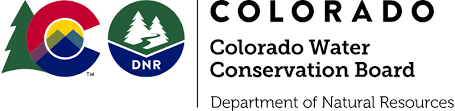 TM
DNR
COLORADO
Colorado Water
Conservation Board
Department of Natural Resources